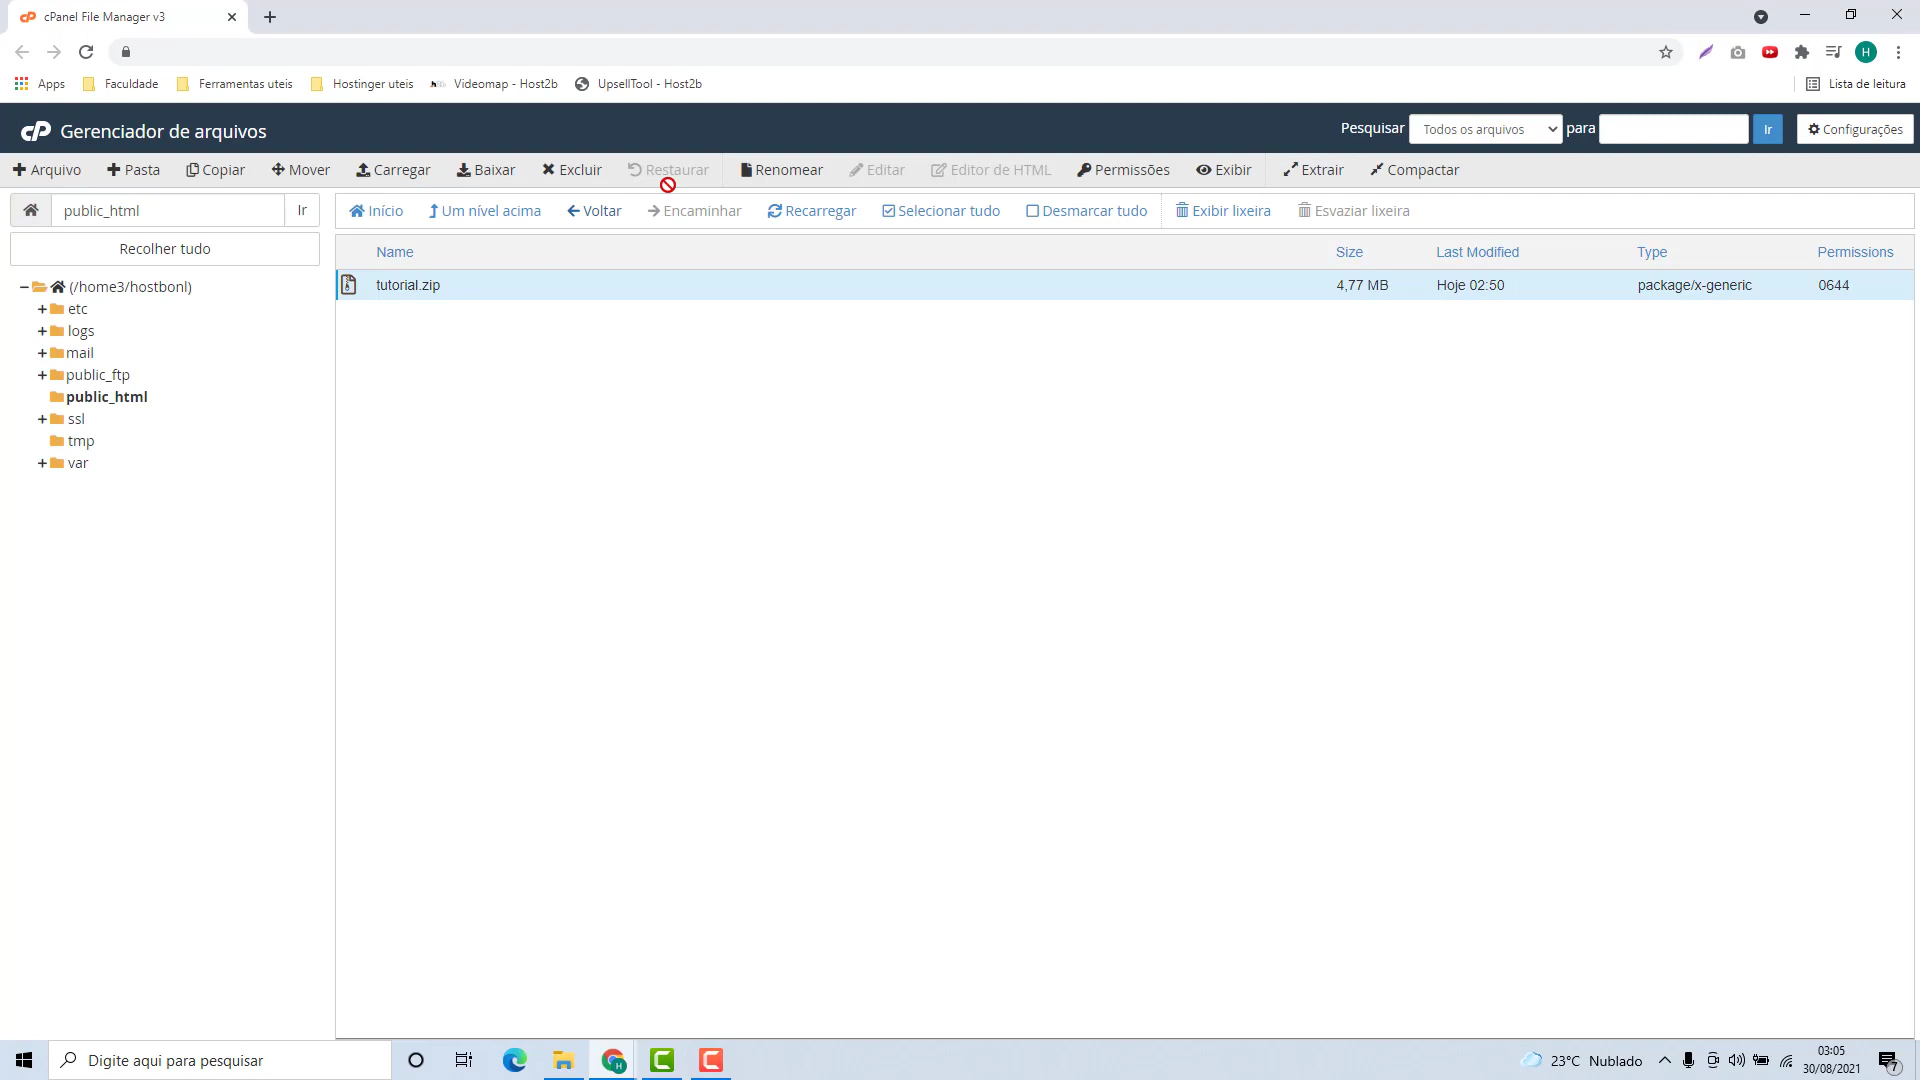 cPanel File Manager v3
Apps Faculdade Ferramentas uteis Hostinger uteis Videomap - Host2b UpsellTool - Host2b Lista de leitura
cP Gerenciador de arquivos Pesquisar Todos os arquivos para Ir Configurações
Arquivo Pasta Copiar Mover Carregar Baixar Excluir Restaurar Renomear Editar Editor de HTML Permissões Exibir Extrair Compactar
public_html Ir Início Um nível acima Voltar Encaminhar Recarregar Selecionar tudo Desmarcar tudo Exibir lixeira Esvaziar lixeira
Recolher tudo
Name Size Last Modified Type Permissions
tutorial.zip 4,77 MB Hoje 02:50 package/x-generic 0644
(/home3/hostbonl)
etc
logs
mail
public_ftp
public_html
ssl
tmp
var
Digite aqui para pesquisar
23°C Nublado
03:05
30/08/2021
7
H